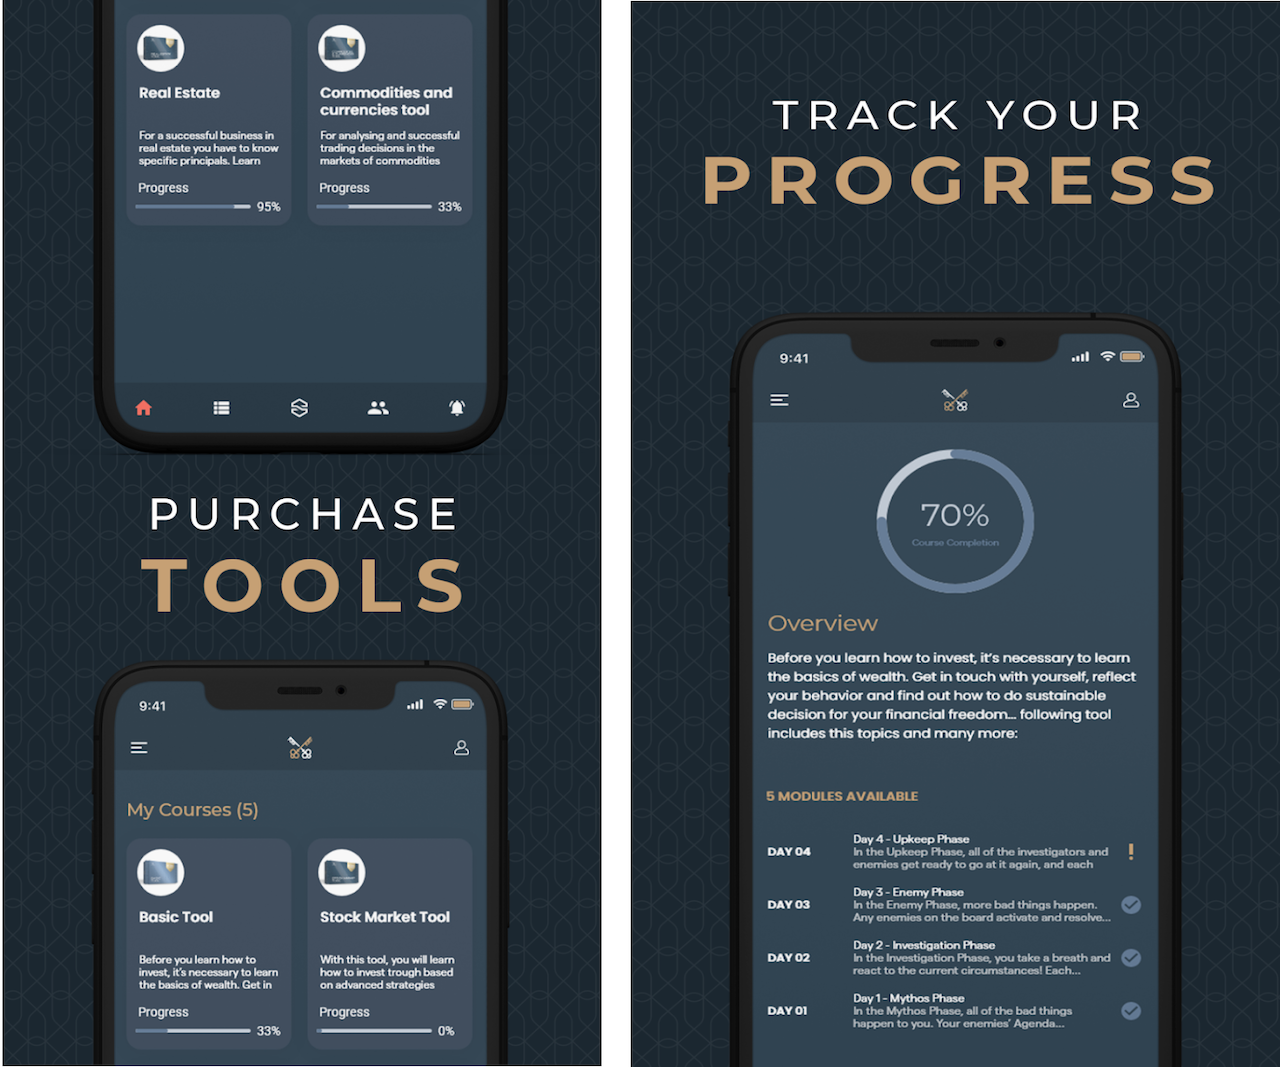 Real Estate
For a successful business in
real estate you have to know
specific principals. Learn
Progress
95%
Commodities and
currencies tool
For analysing and successful
trading decisions in the
markets of commodities
Progress
33%
PURCHASE
TOOLS
9:41
My Courses (5)
Basic Tool
Before you learn how to
invest, it's necessary to learn
the basics of wealth. Get in
Progress
33%
Stock Market Tool
With this tool, you will learn
how to invest trough based
on advanced strategies
Progress
0%
TRACK YOUR
PROGRESS
9:41
70%
Course Completion
Overview
Before you learn how to invest, it's necessary to learn
the basics of wealth. Get in touch with yourself, reflect
your behavior and find out how to do sustainable
decision for your financial freedom... following tool
includes this topics and many more:
5 MODULES AVAILABLE
DAY 04
Day 4 - Upkeep Phase
In the Upkeep Phase, all of the investigators and
enemies get ready to go at it again, and each
DAY 03
Day 3 - Enemy Phase
In the Enemy Phase, more bad things happen.
Any enemies on the board activate and resolve...
DAY 02
Day 2 - Investigation Phase
In the Investigation Phase, you take a breath and
react to the current circumstances! Each...
DAY 01
Day 1 - Mythos Phase
In the Mythos Phase, all of the bad things
happen to you. Your enemies' Agenda...